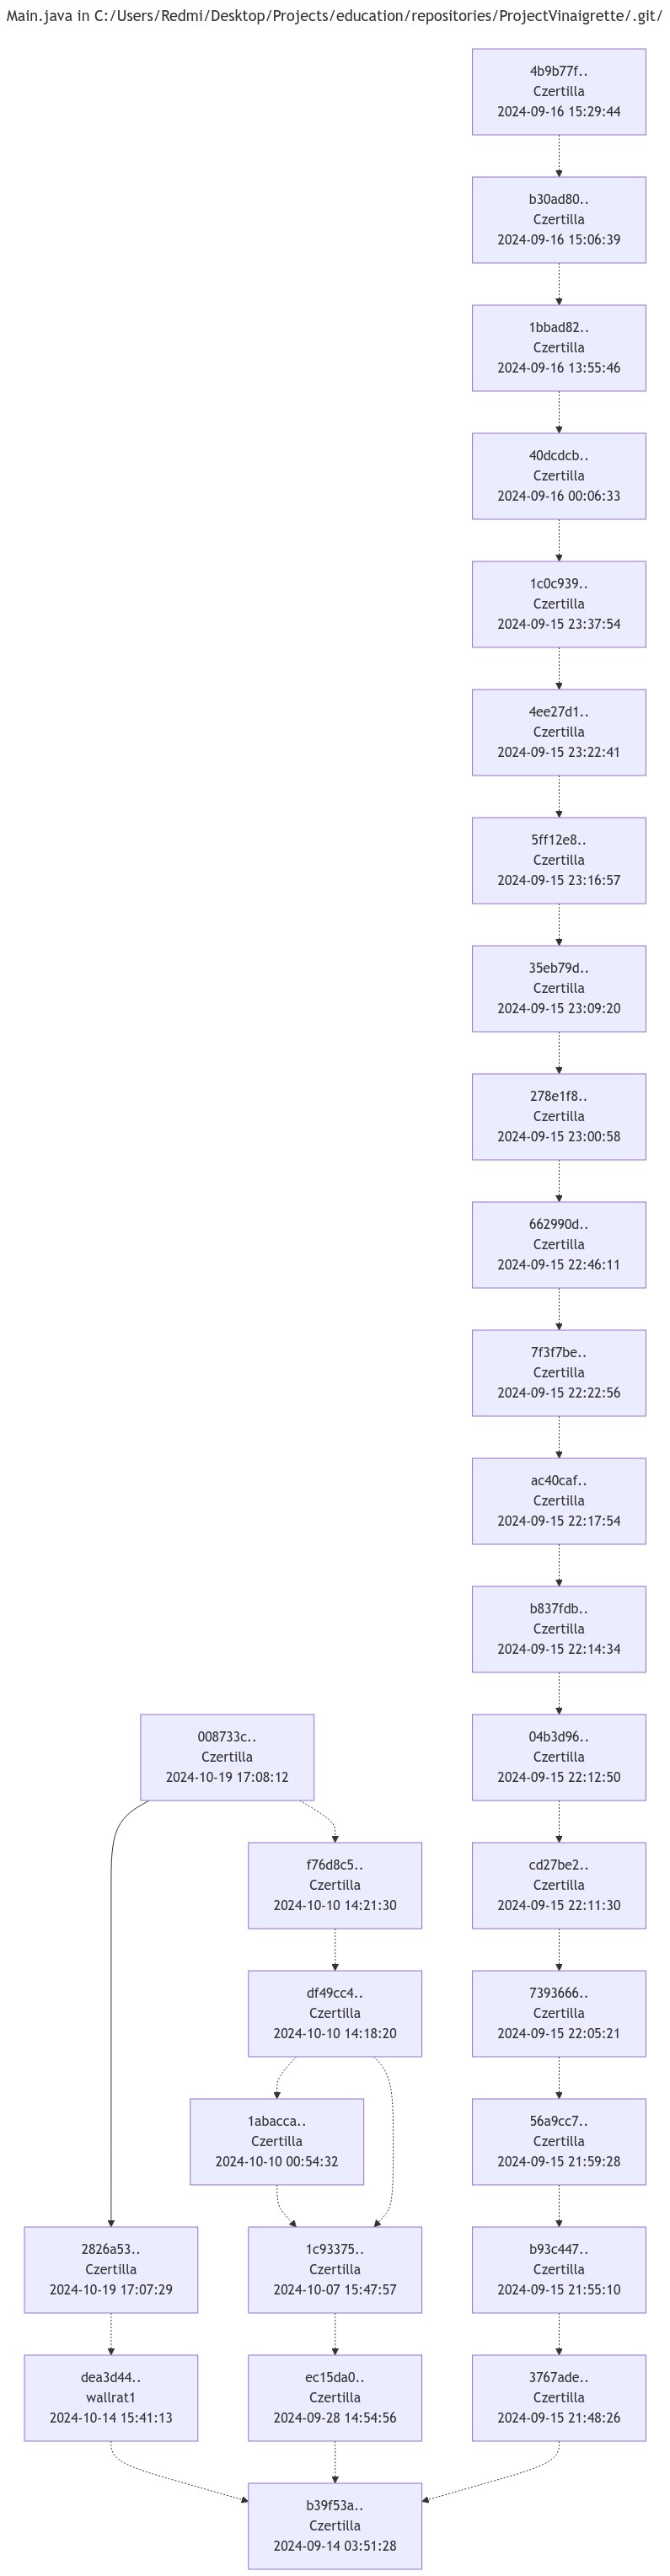 Main.java in C:/Users/Redmi/Desktop/Projects/education/repositories/ProjectVinaigrette/.git/
4b9b77f..
Czertilla
2024-09-16 15:29:44
b30ad80..
Czertilla
2024-09-16 15:06:39
1bbad82..
Czertilla
2024-09-16 13:55:46
40dcdcb..
Czertilla
2024-09-16 00:06:33
1c0c939..
Czertilla
2024-09-15 23:37:54
4ee27d1..
Czertilla
2024-09-15 23:22:41
5ff12e8..
Czertilla
2024-09-15 23:16:57
35eb79d..
Czertilla
2024-09-15 23:09:20
278e1f8..
Czertilla
2024-09-15 23:00:58
662990d..
Czertilla
2024-09-15 22:46:11
7f3f7be..
Czertilla
2024-09-15 22:22:56
ac40caf..
Czertilla
2024-09-15 22:17:54
b837fdb..
Czertilla
2024-09-15 22:14:34
008733c..
Czertilla
2024-10-19 17:08:12
04b3d96..
Czertilla
2024-09-15 22:12:50
f76d8c5..
Czertilla
2024-10-10 14:21:30
cd27be2..
Czertilla
2024-09-15 22:11:30
df49cc4..
Czertilla
2024-10-10 14:18:20
7393666..
Czertilla
2024-09-15 22:05:21
1abacca..
Czertilla
2024-10-10 00:54:32
56a9cc7..
Czertilla
2024-09-15 21:59:28
2826a53..
Czertilla
2024-10-19 17:07:29
1c93375..
Czertilla
2024-10-07 15:47:57
b93c447..
Czertilla
2024-09-15 21:55:10
dea3d44..
wallrat1
2024-10-14 15:41:13
ec15da0..
Czertilla
2024-09-28 14:54:56
3767ade..
Czertilla
2024-09-15 21:48:26
b39f53a..
Czertilla
2024-09-14 03:51:28